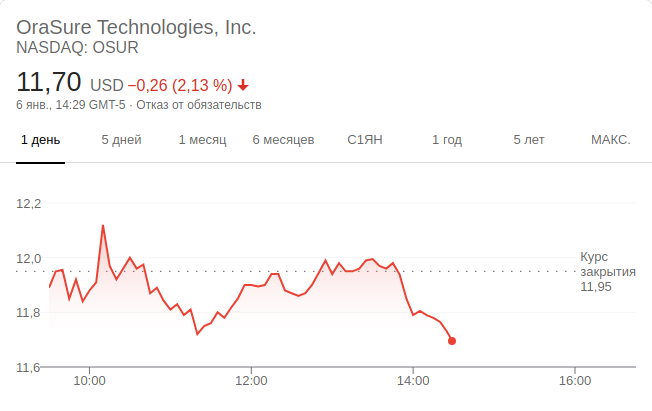 OraSure Technologies, Inc.
NASDAQ: OSUR
11,70 USD −0,26 (2,13 %)
6 янв., 14:29 GMT-5 · Отказ от обязательств
1 день 5 дней 1 месяц 6 месяцев С1ЯН 1 год 5 лет МАКС.
12,2
12,0
Курс
закрытия
11,95
11,8
11,6
10:00 12:00 14:00 16:00